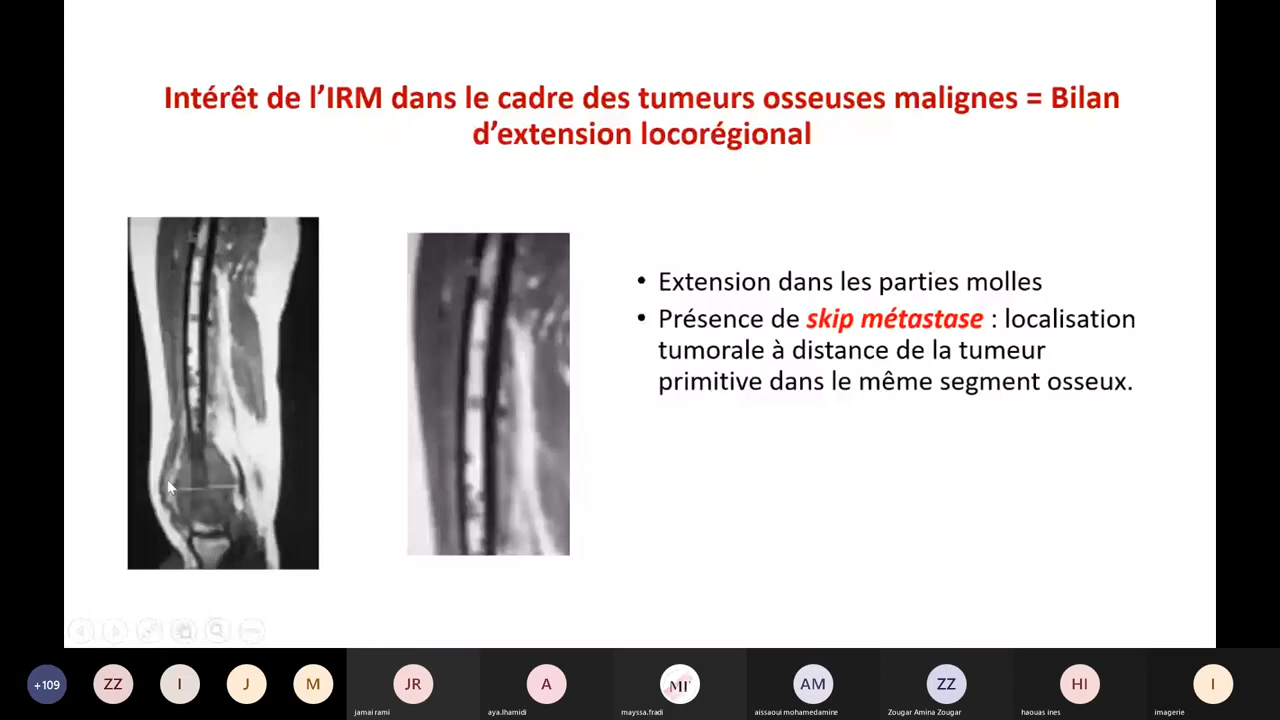 Intérêt de l’IRM dans le cadre des tumeurs osseuses malignes = Bilan
d’extension locorégional
• Extension dans les parties molles
• Présence de skip métastase : localisation
tumorale à distance de la tumeur
primitive dans le même segment osseux.
+109
ZZ
I
J
M
JR
A
MF
AM
ZZ
HI
I
jamai rami
aya.lhamidi
mayssa.fradi
aissaoui mohamedamine
Zougar Amina Zougar
haouas ines
imagerie